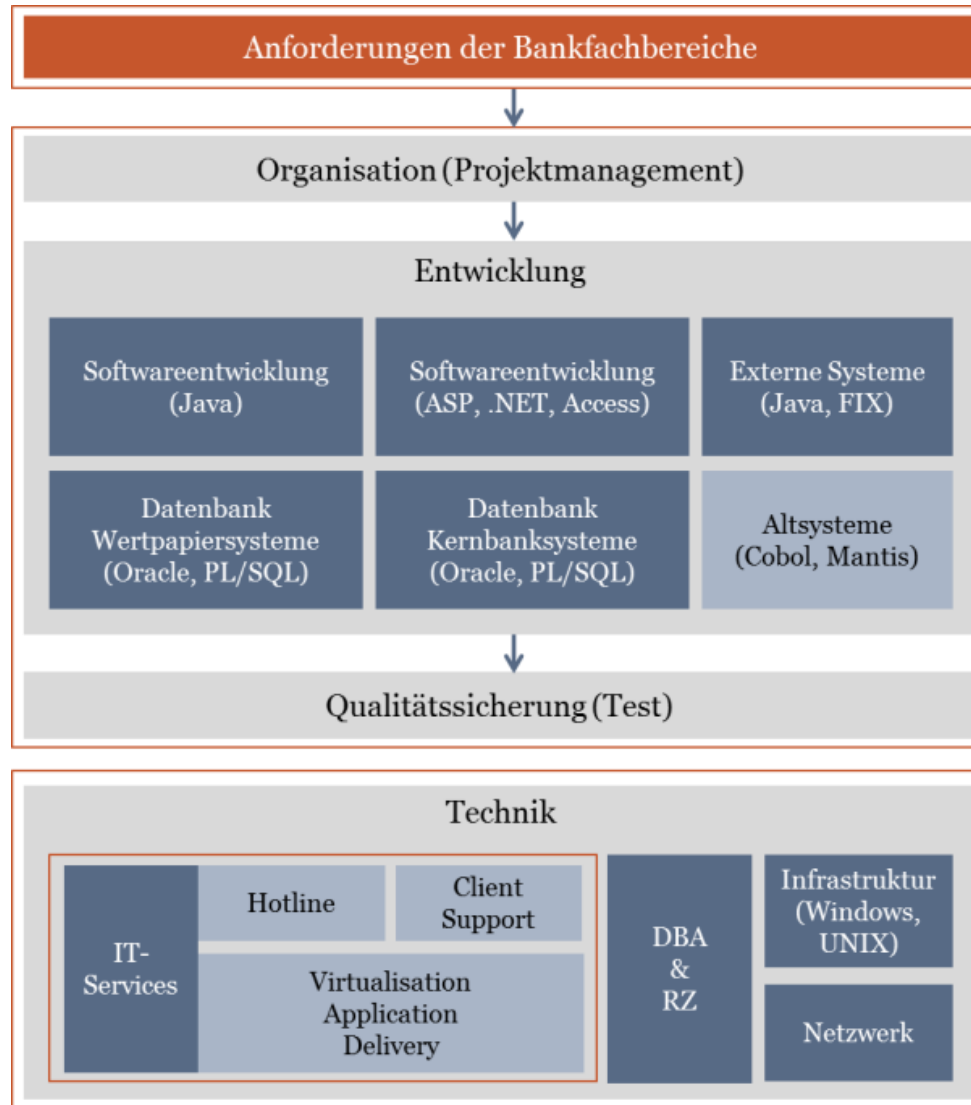 Anforderungen der Bankfachbereiche
Organisation (Projektmanagement)
Entwicklung
Softwareentwicklung
(Java)
Softwareentwicklung
(ASP, .NET, Access)
Externe Systeme
(Java, FIX)
Datenbank
Wertpapiersysteme
(Oracle, PL/SQL)
Datenbank
Kernbanksysteme
(Oracle, PL/SQL)
Altsysteme
(Cobol, Mantis)
Qualitätssicherung (Test)
Technik
IT-
Services
Hotline
Client
Support
Virtualisation
Application
Delivery
DBA
&
RZ
Infrastruktur
(Windows,
UNIX)
Netzwerk